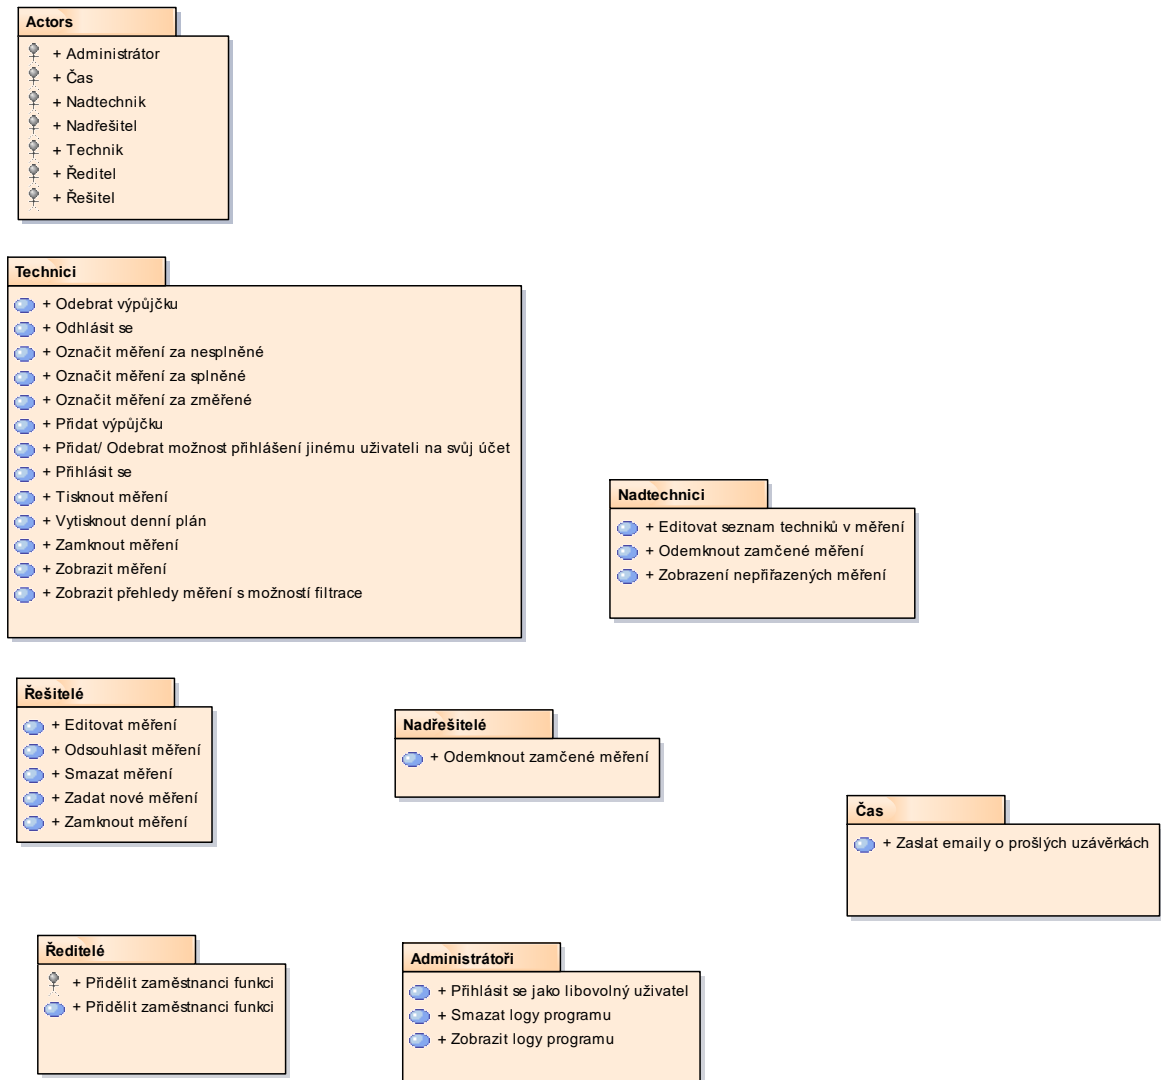 Actors
+ Administrátor
+ Čas
+ Nadtechnik
+ Nadřešitel
+ Technik
+ Ředitel
+ Řešitel
Technici
+ Odebrat výpůjčku
+ Odhlásit se
+ Označit měření za nesplněné
+ Označit měření za splněné
+ Označit měření za změřené
+ Přidat výpůjčku
+ Přidat/ Odebrat možnost přihlášení jinému uživateli na svůj účet
+ Přihlásit se
+ Tisknout měření
+ Vytisknout denní plán
+ Zamknout měření
+ Zobrazit měření
+ Zobrazit přehledy měření s možností filtrace
Nadtechnici
+ Editovat seznam techniků v měření
+ Odemknout zamčené měření
+ Zobrazení nepřiřazených měření
Řešitelé
+ Editovat měření
+ Odsouhlasit měření
+ Smazat měření
+ Zadat nové měření
+ Zamknout měření
Nadřešitelé
+ Odemknout zamčené měření
Čas
+ Zaslat emaily o prošlých uzávěrkách
Ředitelé
+ Přidělit zaměstnanci funkci
+ Přidělit zaměstnanci funkci
Administrátoři
+ Přihlásit se jako libovolný uživatel
+ Smazat logy programu
+ Zobrazit logy programu